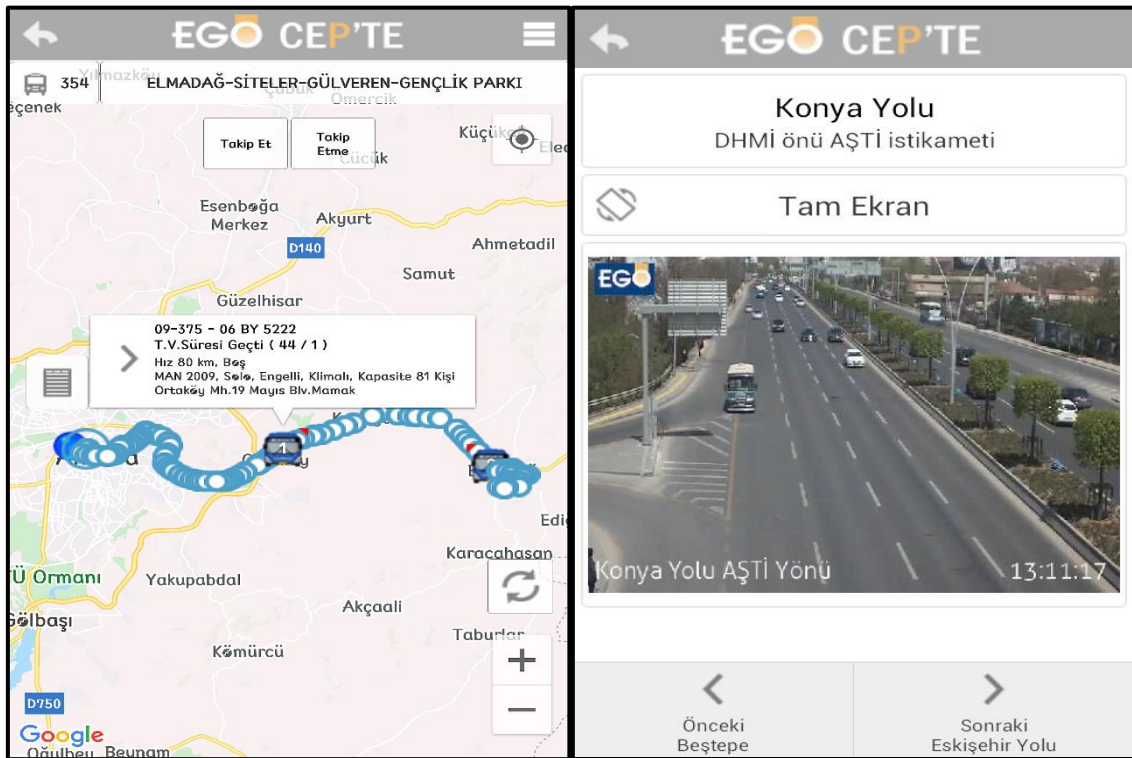 EGO CEP'TE
354 ELMADAĞ-SİTELER-GÜLVEREN-GENÇLİK PARKI
Ömercik
Takip Et
Takip
Etme
Esenboğa
Merkez
Akyurt
D140
Ahmetadil
Samut
Güzelhisar
09-375 - 06 BY 5222
T.V.Süresi Geçti ( 44 / 1 )
Hız 80 km, Boş
MAN 2009, Solo, Engelli, Klimalı, Kapasite 81 Kişi
Ortaköy Mh.19 Mayıs Blv.Mamak
Karacahasan
Ü Ormanı
Yakupabdal
Gölbaşı
Akçaali
Taburlar
Kömürcü
+
−
D750
Google
Oğulbey Beynam
EGO CEP'TE
Konya Yolu
DHMİ önü AŞTİ istikameti
Tam Ekran
EGO
Konya Yolu AŞTİ Yönü 13:11:17
Önceki
Beştepe
Sonraki
Eskişehir Yolu